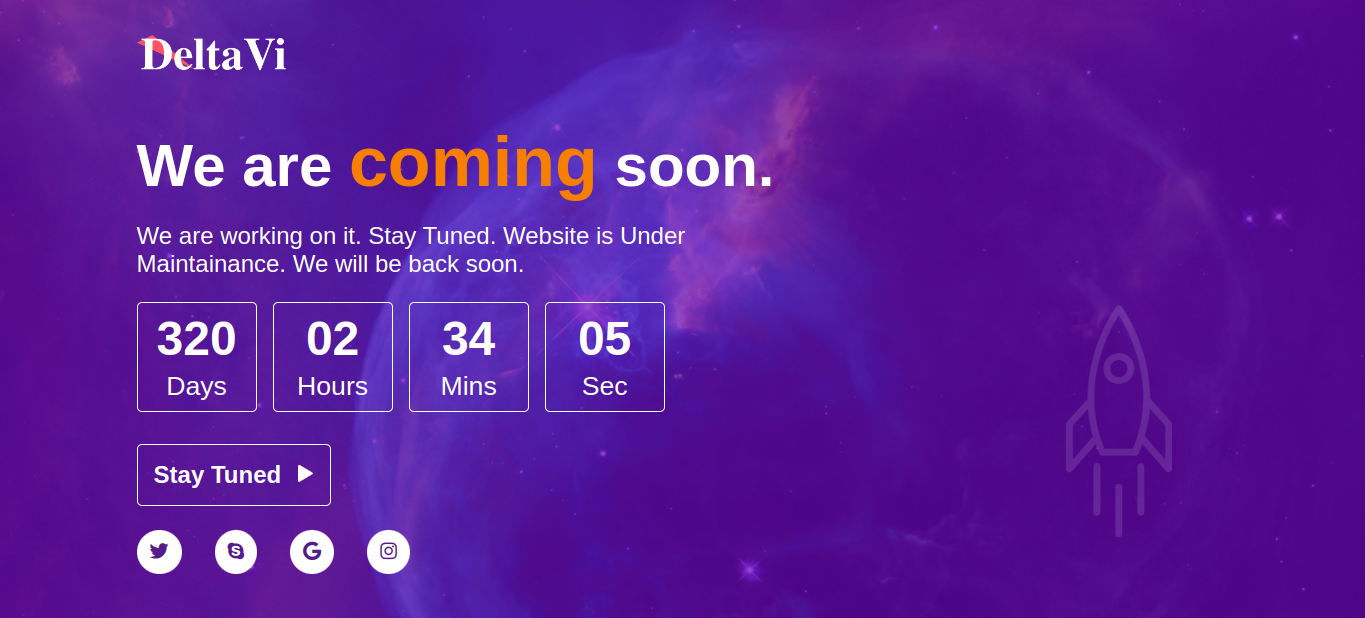 DeltaVi
We are coming soon.
We are working on it. Stay Tuned. Website is Under
Maintainance. We will be back soon.
320 02 34 05
Days Hours Mins Sec
Stay Tuned